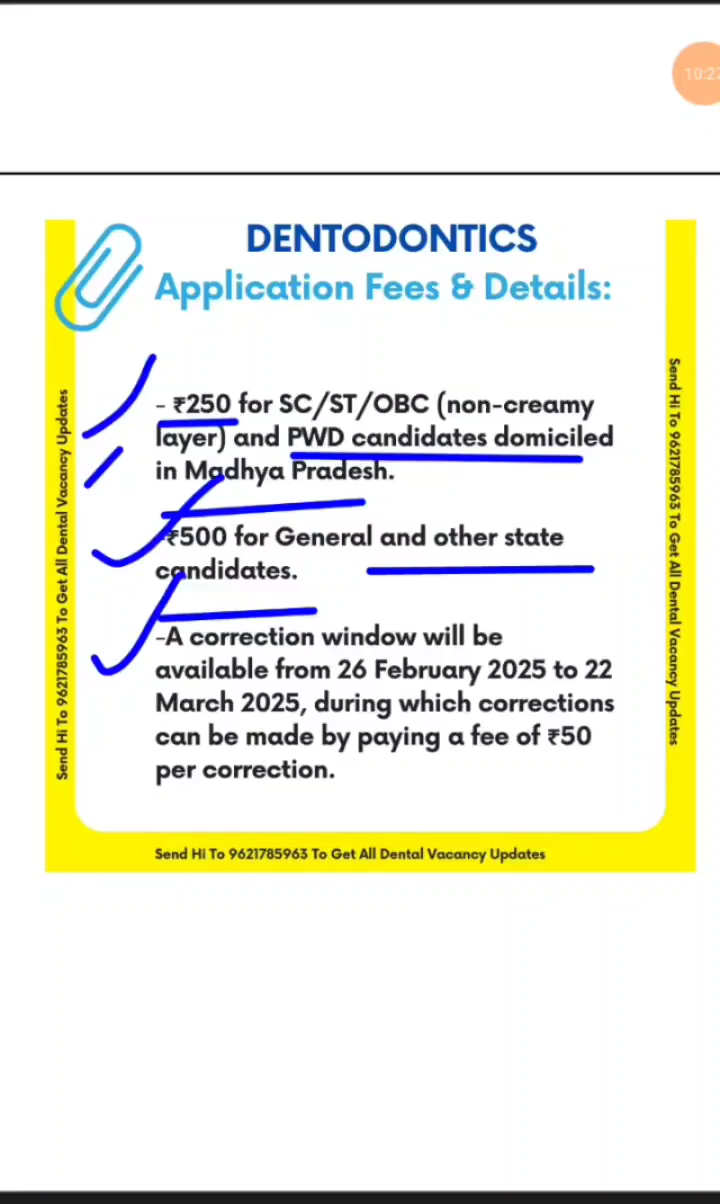 10:27
DENTODONTICS
Application Fees & Details:
- ₹250 for SC/ST/OBC (non-creamy
layer) and PWD candidates domiciled
in Madhya Pradesh.
-₹500 for General and other state
candidates.
-A correction window will be
available from 26 February 2025 to 22
March 2025, during which corrections
can be made by paying a fee of ₹50
per correction.
Send Hi To 9621785963 To Get All Dental Vacancy Updates
Send Hi To 9621785963 To Get All Dental Vacancy Updates
Send Hi To 9621785963 To Get All Dental Vacancy Updates